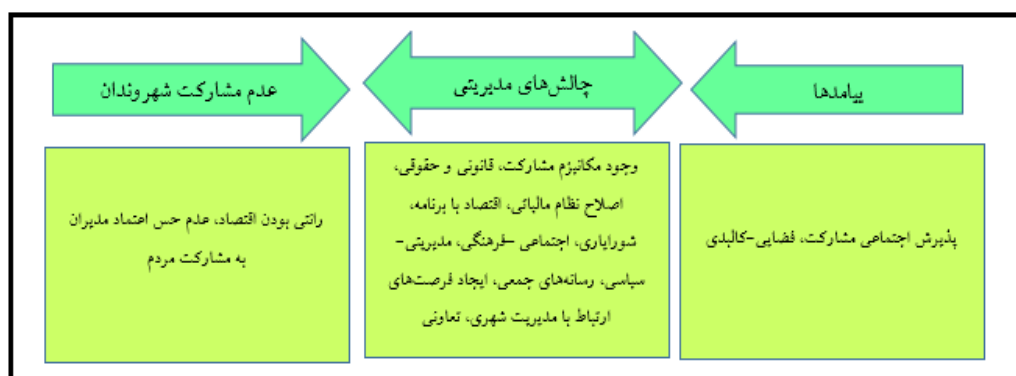 پیامدها
چالش‌های مدیریتی
عدم مشارکت شهروندان
پذیرش اجتماعی مشارکت، فضایی-کالبدی
وجود مکانیزم مشارکت، قانونی و حقوقی،
اصلاح نظام مالیاتی، اقتصاد با برنامه،
شورایاری، اجتماعی -فرهنگی، مدیریتی-
سیاسی، رسانه‌های جمعی، ایجاد فرصت‌های
ارتباط با مدیریت شهری، تعاونی
رانتی بودن اقتصاد، عدم حس اعتماد مدیران
به مشارکت مردم